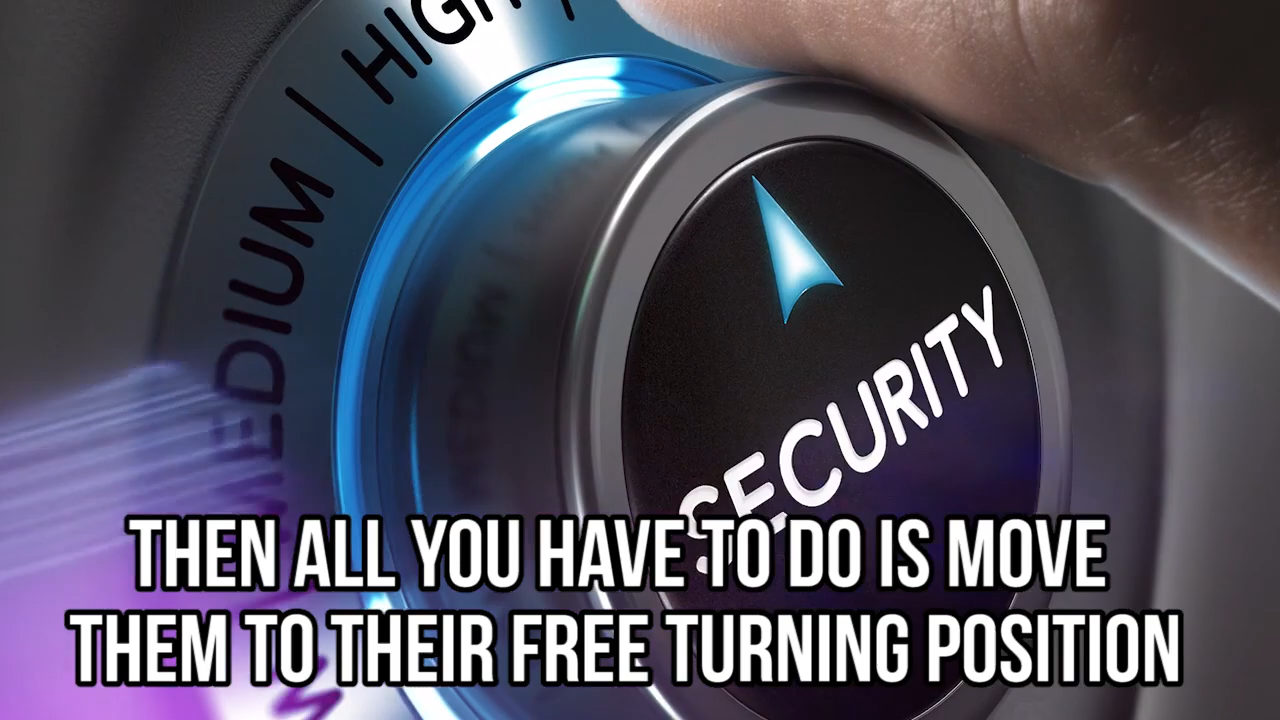 HIGH |
MEDIUM |
SECURITY
THEN ALL YOU HAVE TO DO IS MOVE
THEM TO THEIR FREE TURNING POSITION